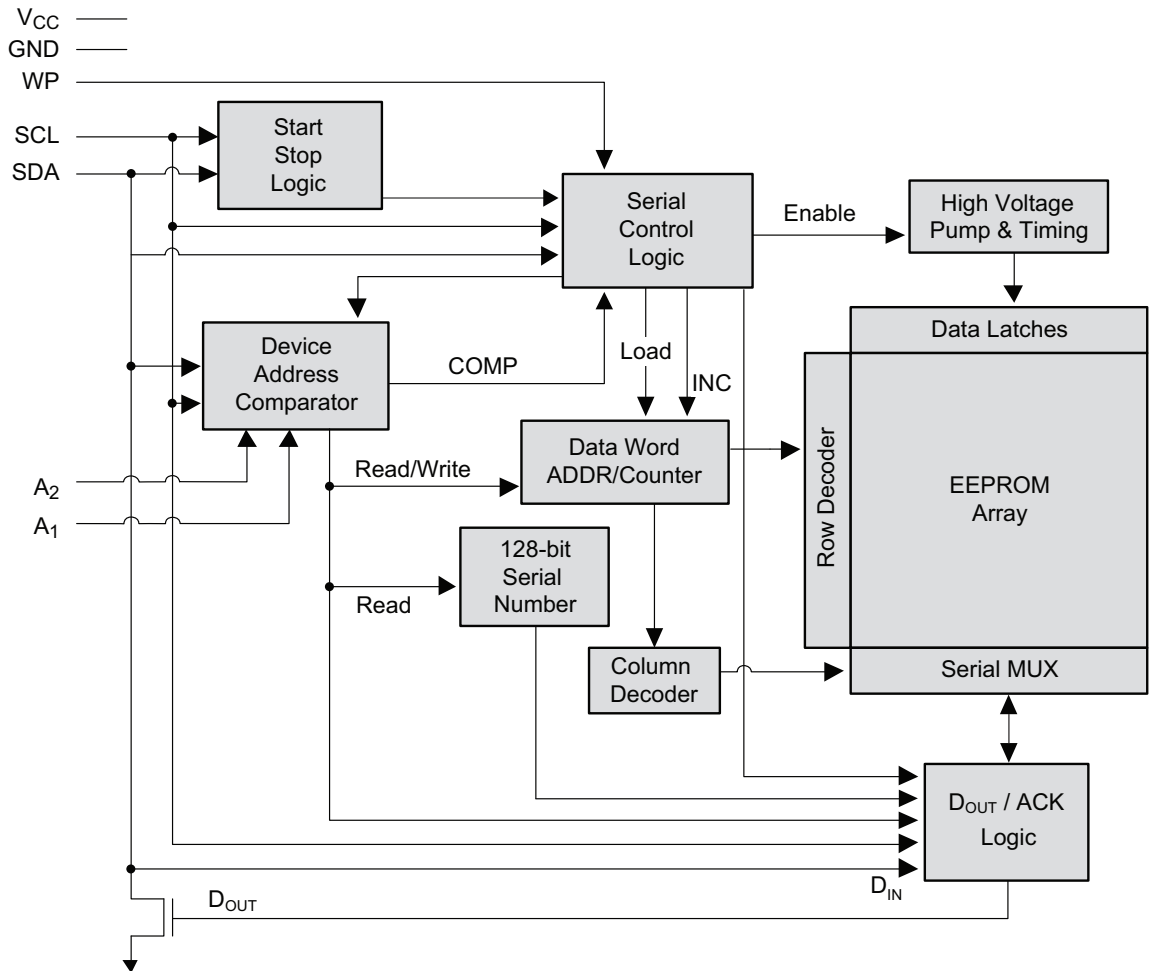 VCC
GND
WP
SCL
SDA
Start
Stop
Logic
Serial
Control
Logic
Enable
High Voltage
Pump & Timing
Data Latches
Device
Address
Comparator
COMP
Load
INC
Row Decoder
EEPROM
Array
Data Word
ADDR/Counter
Read/Write
A2
A1
128-bit
Serial
Number
Read
Column
Decoder
Serial MUX
DOUT / ACK
Logic
DIN
DOUT